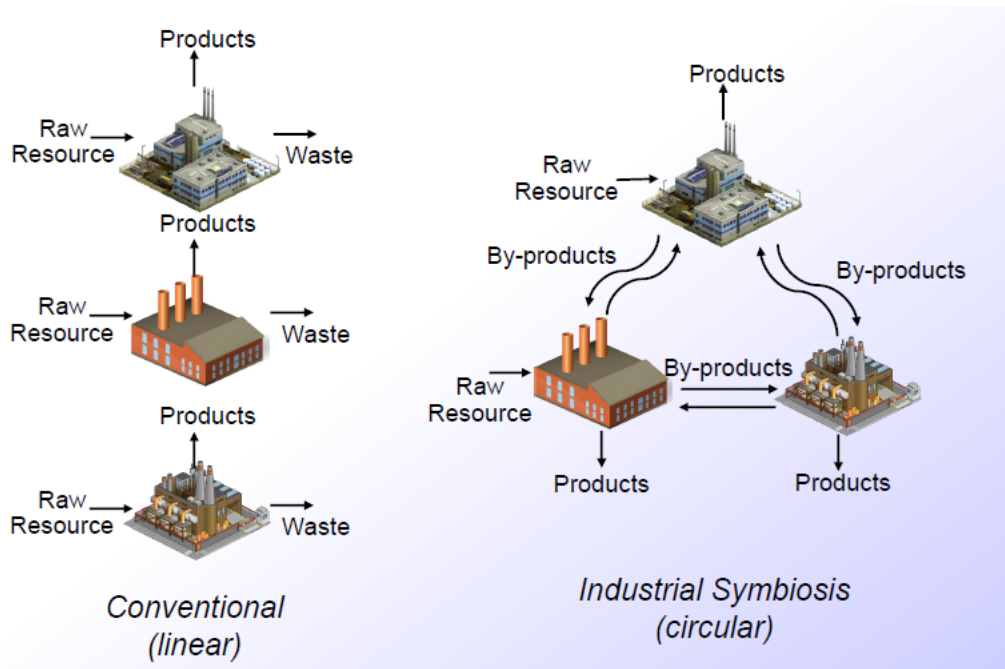 Products
Raw
Resource
Waste
Products
Raw
Resource
Waste
Products
Raw
Resource
Waste
Conventional
(linear)
Products
Raw
Resource
By-products
By-products
By-products
Raw
Resource
Products
Products
Industrial Symbiosis
(circular)